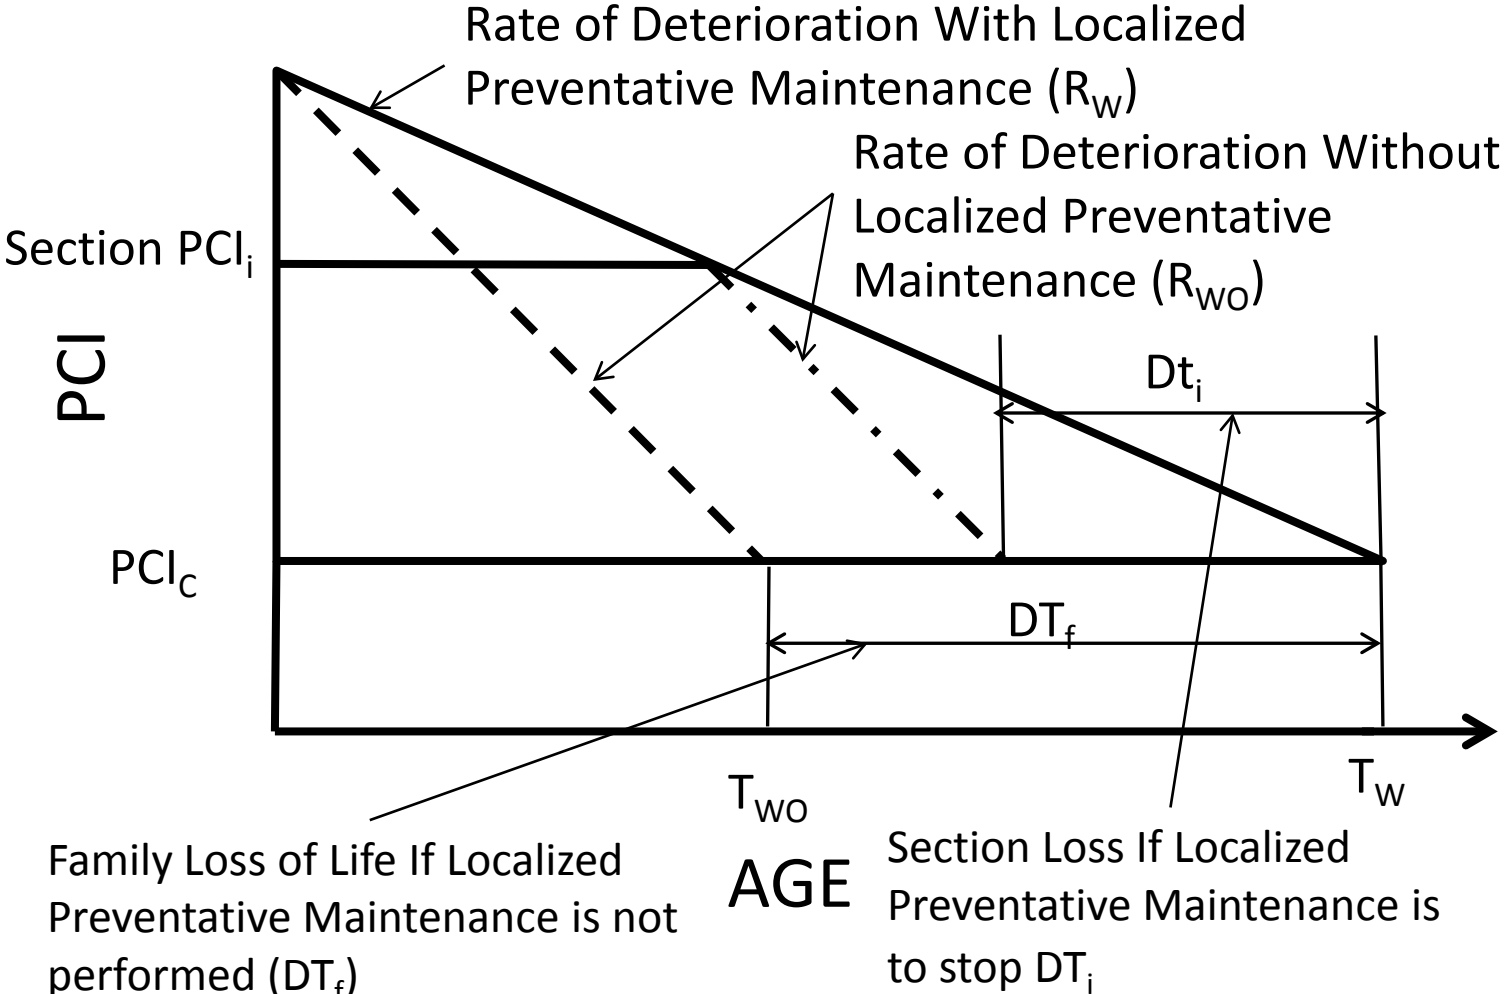 Rate of Deterioration With Localized
Preventative Maintenance (RW)
Rate of Deterioration Without
Localized Preventative
Maintenance (RWO)
Section PCIi
PCI
Dti
PCIC
DTf
TWO
TW
AGE
Family Loss of Life If Localized
Preventative Maintenance is not
performed (DTf)
Section Loss If Localized
Preventative Maintenance is
to stop DTi